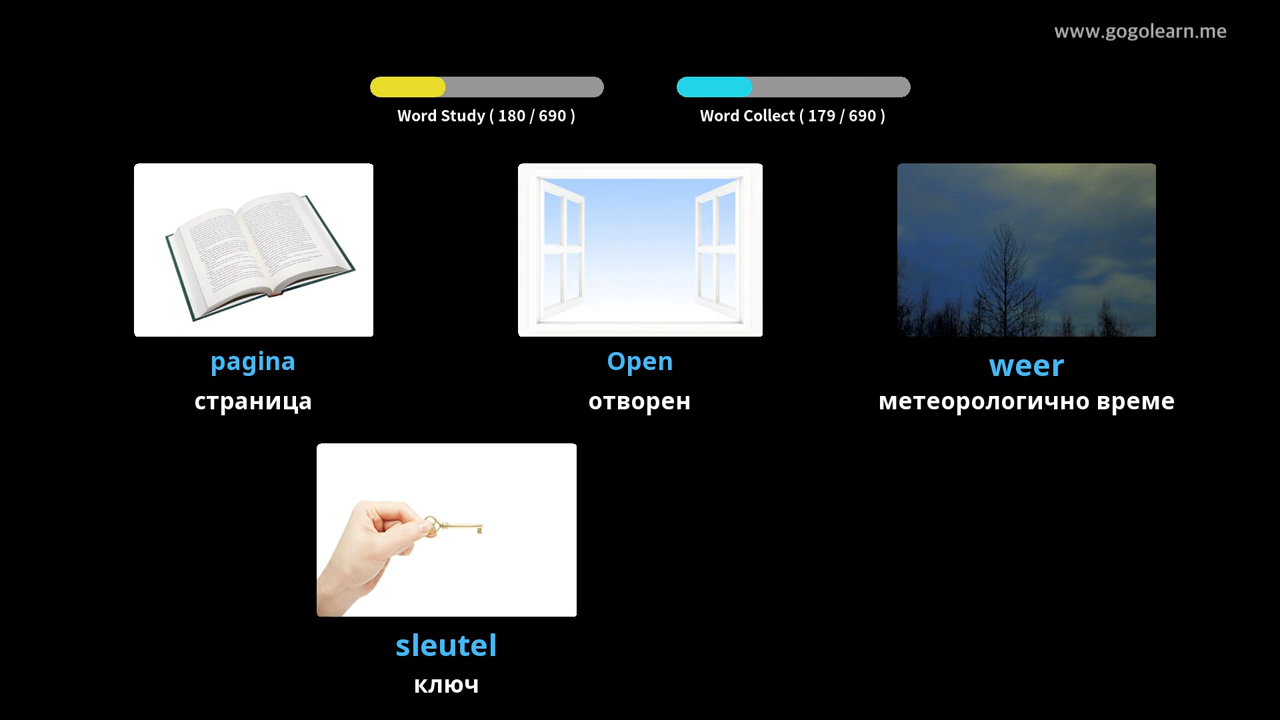 www.gogolearn.me
Word Study ( 180 / 690 )
Word Collect ( 179 / 690 )
pagina
страница
Open
отворен
weer
метеорологично време
sleutel
ключ